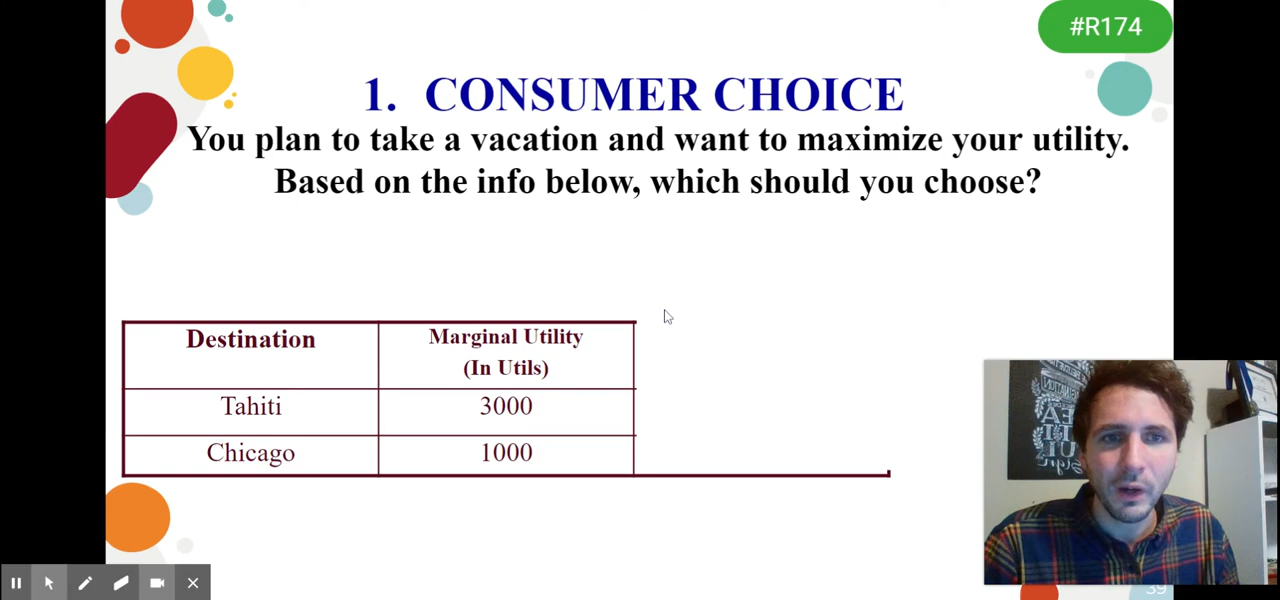 #R174
1. CONSUMER CHOICE
You plan to take a vacation and want to maximize your utility.
Based on the info below, which should you choose?
Destination
Marginal Utility
(In Utils)
Tahiti
3000
Chicago
1000
39